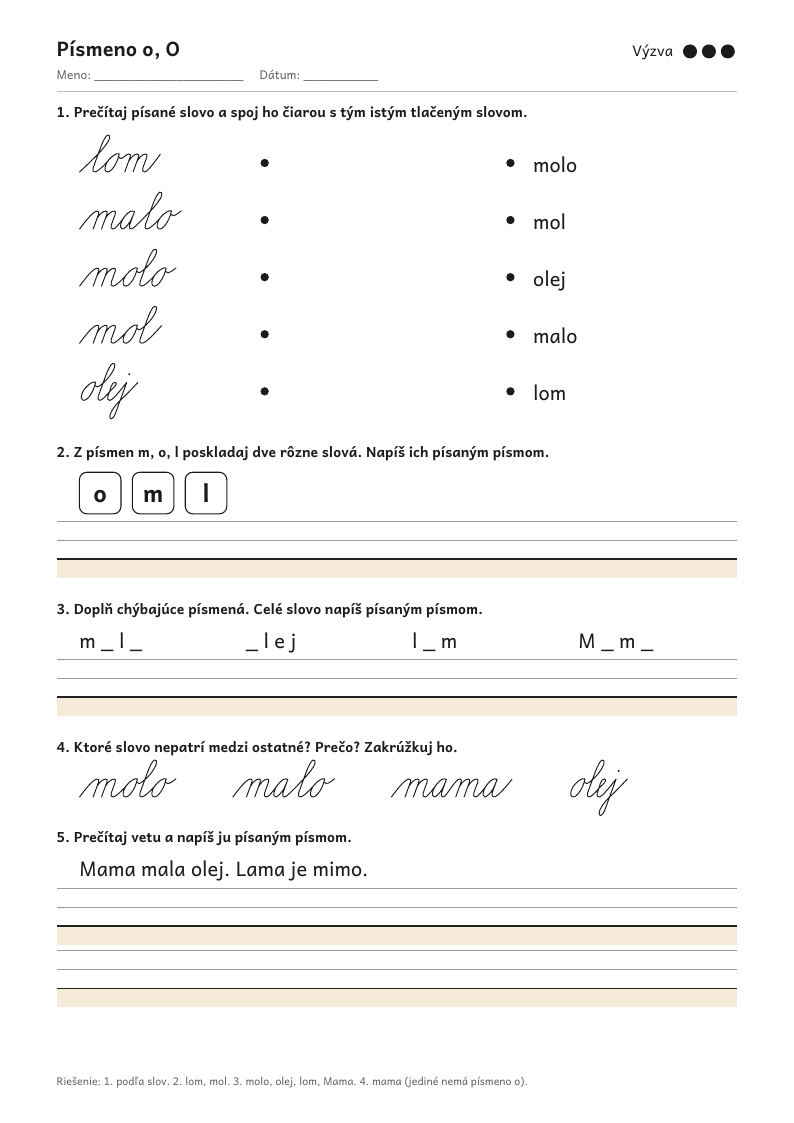 Písmeno o, O
Výzva
Meno: ____________________ Dátum: __________
1. Prečítaj písané slovo a spoj ho čiarou s tým istým tlačeným slovom.
lom • • molo
malo • • mol
molo • • olej
mol • • malo
olej • • lom
2. Z písmen m, o, l poskladaj dve rôzne slová. Napíš ich písaným písmom.
o m l
3. Doplň chýbajúce písmená. Celé slovo napíš písaným písmom.
m _ l _ _ l e j l _ m M _ m _
4. Ktoré slovo nepatrí medzi ostatné? Prečo? Zakrúžkuj ho.
molo malo mama olej
5. Prečítaj vetu a napíš ju písaným písmom.
Mama mala olej. Lama je mimo.
Riešenie: 1. podľa slov. 2. lom, mol. 3. molo, olej, lom, Mama. 4. mama (jediné nemá písmeno o).